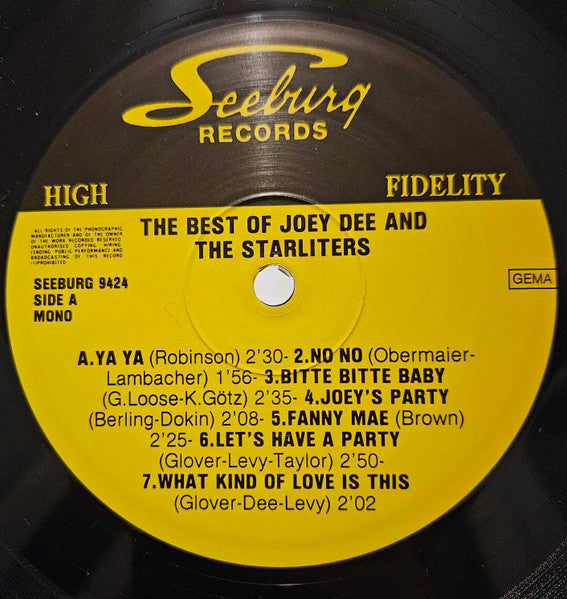 Seeburg
RECORDS
HIGH FIDELITY
ALL RIGHTS OF THE PHONOGRAPHIC
MANUFACTURER AND OF THE OWNER
OF THE WORK RECORDED RESERVED
UNAUTHORISED COPYING HIRING
LENDING PUBLIC PERFORMANCE AND
BROADCASTING OF THIS RECORD
PROHIBITED
THE BEST OF JOEY DEE AND
THE STARLITERS
SEEBURG 9424
SIDE A
MONO
GEMA
A.YA YA (Robinson) 2'30- 2.NO NO (Obermaier-
Lambacher) 1'56- 3.BITTE BITTE BABY
(G.Loose-K.Götz) 2'35- 4.JOEY'S PARTY
(Berling-Dokin) 2'08- 5.FANNY MAE (Brown)
2'25- 6.LET'S HAVE A PARTY
(Glover-Levy-Taylor) 2'50-
7.WHAT KIND OF LOVE IS THIS
(Glover-Dee-Levy) 2'02